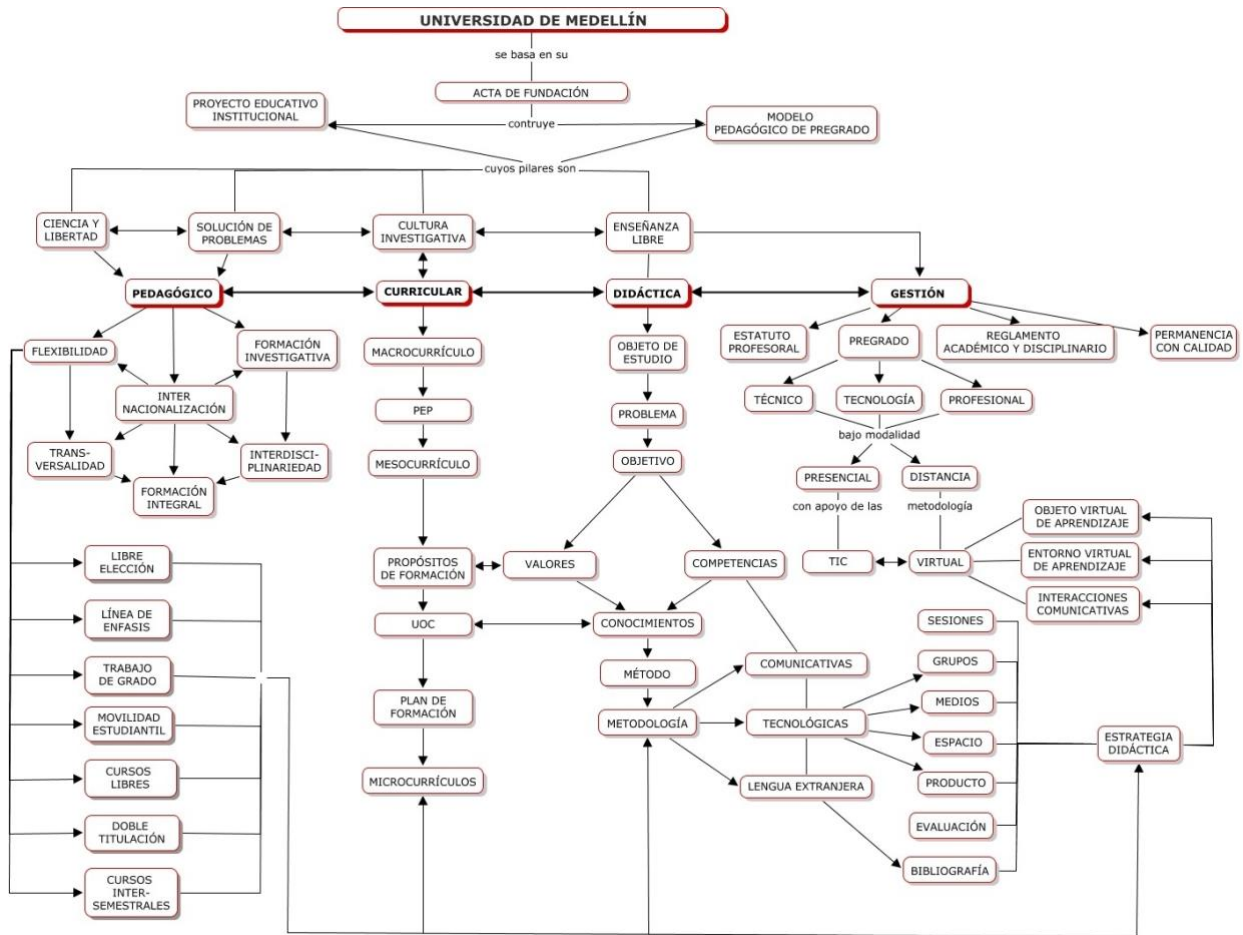 UNIVERSIDAD DE MEDELLÍN
se basa en su
ACTA DE FUNDACIÓN
PROYECTO EDUCATIVO
INSTITUCIONAL
contruye
MODELO
PEDAGÓGICO DE PREGRADO
cuyos pilares son
CIENCIA Y
LIBERTAD
SOLUCIÓN DE
PROBLEMAS
CULTURA
INVESTIGATIVA
ENSEÑANZA
LIBRE
PEDAGÓGICO
CURRICULAR
DIDÁCTICA
GESTIÓN
FLEXIBILIDAD
FORMACIÓN
INVESTIGATIVA
INTER
NACIONALIZACIÓN
TRANS-
VERSALIDAD
INTERDISCI-
PLINARIEDAD
FORMACIÓN
INTEGRAL
MACROCURRÍCULO
PEP
MESOCURRÍCULO
PROPÓSITOS
DE FORMACIÓN
UOC
PLAN DE
FORMACIÓN
MICROCURRÍCULOS
OBJETO DE
ESTUDIO
PROBLEMA
OBJETIVO
VALORES
COMPETENCIAS
CONOCIMIENTOS
MÉTODO
METODOLOGÍA
COMUNICATIVAS
TECNOLÓGICAS
LENGUA EXTRANJERA
ESTATUTO
PROFESORAL
PREGRADO
REGLAMENTO
ACADÉMICO Y DISCIPLINARIO
PERMANENCIA
CON CALIDAD
TÉCNICO
TECNOLOGÍA
PROFESIONAL
bajo modalidad
PRESENCIAL
DISTANCIA
con apoyo de las
metodología
TIC
VIRTUAL
OBJETO VIRTUAL
DE APRENDIZAJE
ENTORNO VIRTUAL
DE APRENDIZAJE
INTERACCIONES
COMUNICATIVAS
SESIONES
GRUPOS
MEDIOS
ESPACIO
PRODUCTO
EVALUACIÓN
BIBLIOGRAFÍA
ESTRATEGIA
DIDÁCTICA
LIBRE
ELECCIÓN
LÍNEA DE
ENFASIS
TRABAJO
DE GRADO
MOVILIDAD
ESTUDIANTIL
CURSOS
LIBRES
DOBLE
TITULACIÓN
CURSOS
INTER-
SEMESTRALES